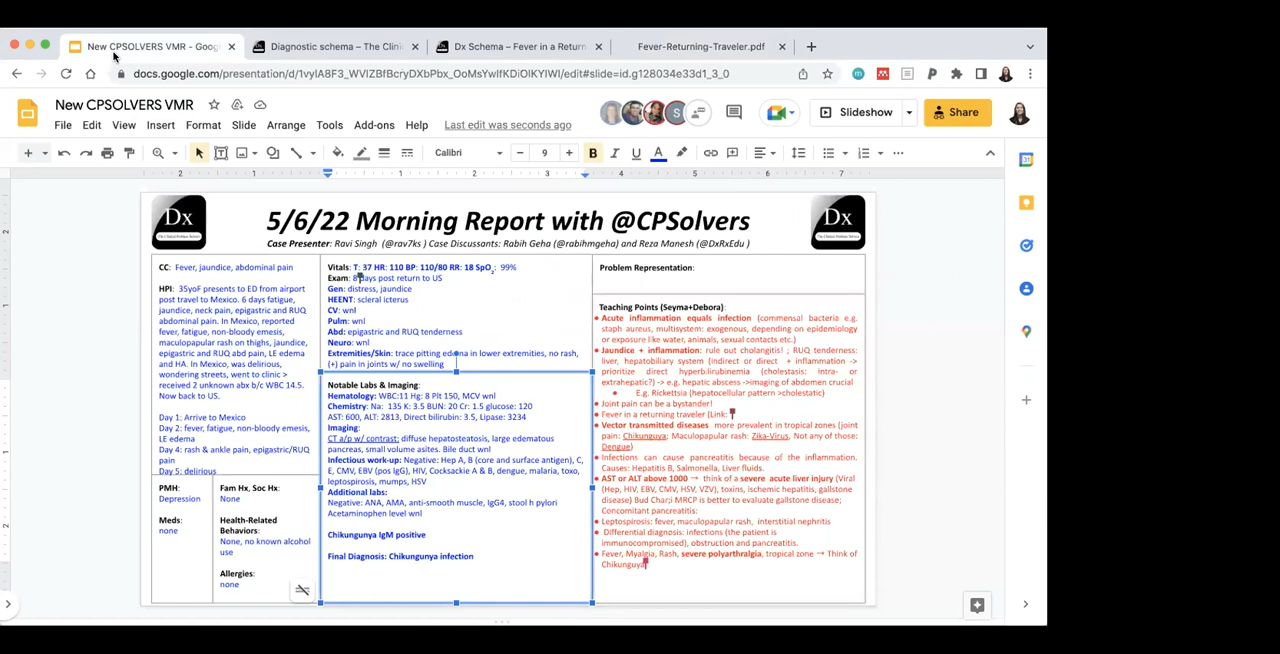 New CPSOLVERS VMR - Goog
Diagnostic schema – The Clini
Dx Schema – Fever in a Return
Fever-Returning-Traveler.pdf
New CPSOLVERS VMR
Last edit was seconds ago
File Edit View Insert Format Slide Arrange Tools Add-ons Help
Slideshow
Share
Calibri
9
Dx
5/6/22 Morning Report with @CPSolvers
Case Presenter: Ravi Singh (@rav7ks ) Case Discussants: Rabih Geha (@rabihmgeha) and Reza Manesh (@DxRxEdu )
Dx
CC: Fever, jaundice, abdominal pain
HPI: 35yoF presents to ED from airport
post travel to Mexico. 6 days fatigue,
jaundice, neck pain, epigastric and RUQ
abdominal pain. In Mexico, reported
fever, fatigue, non-bloody emesis,
maculopapular rash on thighs, jaundice,
epigastric and RUQ abd pain, LE edema
and HA. In Mexico, was delirious,
wondering streets, went to clinic >
received 2 unknown abx b/c WBC 14.5.
Now back to US.
Day 1: Arrive to Mexico
Day 2: fever, fatigue, non-bloody emesis,
LE edema
Day 4: rash & ankle pain, epigastric/RUQ
pain
Day 5: delirious
PMH:
Depression
Meds:
none
Fam Hx, Soc Hx:
None
Health-Related
Behaviors:
None, no known alcohol
use
Allergies:
none
Vitals: T: 37 HR: 110 BP: 110/80 RR: 18 SpO2: 99%
Exam: 8 days post return to US
Gen: distress, jaundice
HEENT: scleral icterus
CV: wnl
Pulm: wnl
Abd: epigastric and RUQ tenderness
Neuro: wnl
Extremities/Skin: trace pitting edema in lower extremities, no rash,
(+) pain in joints w/ no swelling
Notable Labs & Imaging:
Hematology: WBC:11 Hg: 8 Plt 150, MCV wnl
Chemistry: Na: 135 K: 3.5 BUN: 20 Cr: 1.5 glucose: 120
AST: 600, ALT: 2813, Direct bilirubin: 3.5, Lipase: 3234
Imaging:
CT a/p w/ contrast: diffuse hepatosteatosis, large edematous
pancreas, small volume asites. Bile duct wnl
Infectious work-up: Negative: Hep A, B (core and surface antigen), C,
E, CMV, EBV (pos IgG), HIV, Cocksackie A & B, dengue, malaria, toxo,
leptospirosis, mumps, HSV
Additional labs:
Negative: ANA, AMA, anti-smooth muscle, IgG4, stool h pylori
Acetaminophen level wnl
Chikungunya IgM positive
Final Diagnosis: Chikungunya infection
Problem Representation:
Teaching Points (Seyma+Debora):
Acute inflammation equals infection (commensal bacteria e.g.
staph aureus, multisystem: exogenous, depending on epidemiology
or exposure like water, animals, sexual contacts etc.)
Jaundice + inflammation: rule out cholangitis! ; RUQ tenderness:
liver, hepatobiliary system (indirect or direct + inflammation ->
prioritize direct hyperbilirubinemia (cholestasis: intra- or
extrahepatic?) -> e.g. hepatic abscess ->imaging of abdomen crucial
E.g. Rickettsia (hepatocellular pattern >cholestatic)
Joint pain can be a bystander!
Fever in a returning traveler (Link:
Vector transmitted diseases more prevalent in tropical zones (joint
pain: Chikunguya; Maculopapular rash: Zika-Virus, Not any of those:
Dengue)
Infections can cause pancreatitis because of the inflammation.
Causes: Hepatitis B, Salmonella, Liver fluids.
AST or ALT above 1000 → think of a severe acute liver injury (Viral
(Hep, HIV, EBV, CMV, HSV, VZV), toxins, ischemic hepatitis, gallstone
disease) Bud Char;i MRCP is better to evaluate gallstone disease;
Concomitant pancreatitis:
Leptospirosis: fever, maculopapular rash, interstitial nephritis
Differential diagnosis: infections (the patient is
immunocompromised), obstruction and pancreatitis.
Fever, Myalgia, Rash, severe polyarthralgia, tropical zone → Think of
Chikunguya